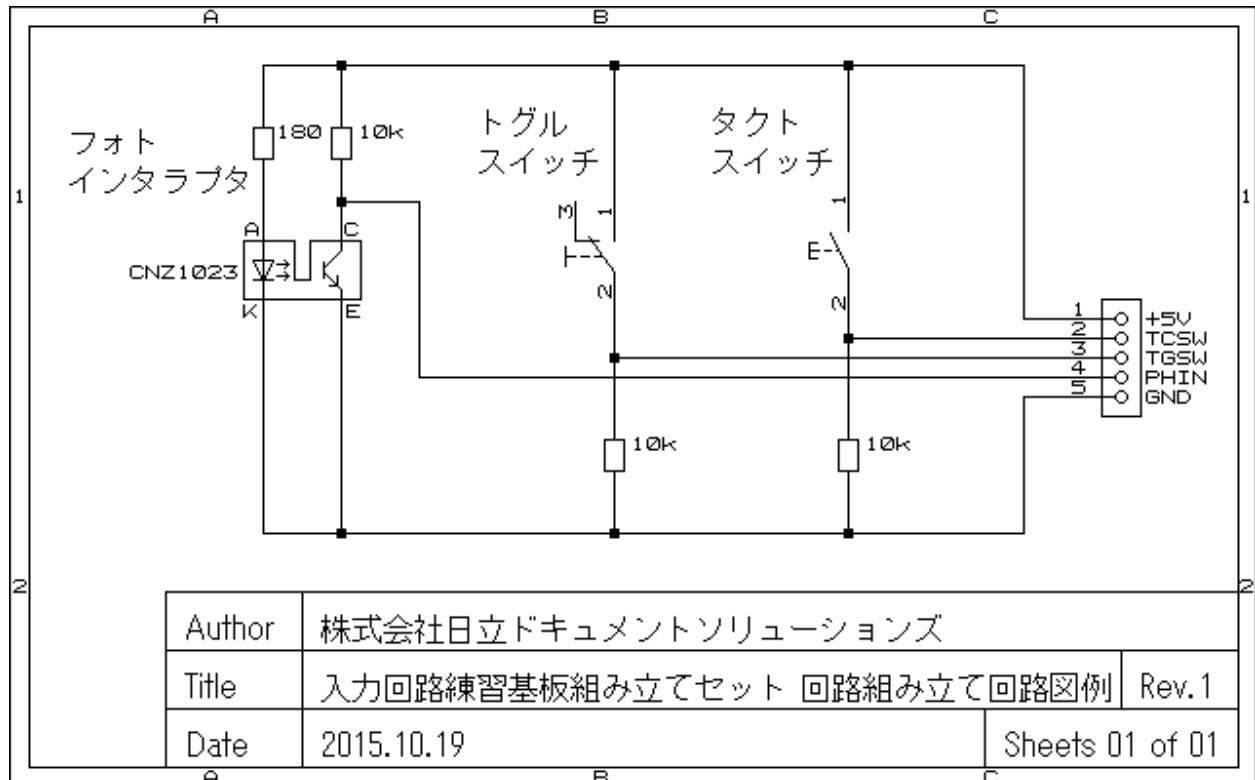 A B C
フォト
インタラプタ
180
10k
トグル
スイッチ
タクト
スイッチ
1 1
3 1 1
A C
CNZ1023
K E
2 2
1 +5V
2 TCSW
3 TGSW
4 PHIN
5 GND
10k 10k
2 2
Author 株式会社日立ドキュメントソリューションズ
Title 入力回路練習基板組み立てセット 回路組み立て回路図例 Rev.1
Date 2015.10.19 Sheets 01 of 01
A B C